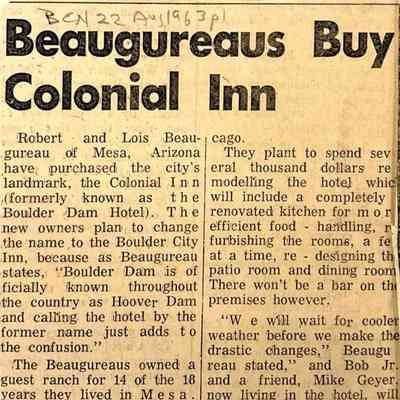 BCN 22 Aug 1963 p1
Beaugureaus Buy
Colonial Inn
Robert and Lois Beau-
gureau of Mesa, Arizona
have purchased the city's
landmark, the Colonial Inn
(formerly known as the
Boulder Dam Hotel). The
new owners plan to change
the name to the Boulder City
Inn, because as Beaugureau
states, "Boulder Dam is of
ficially known throughout
the country as Hoover Dam
and calling the hotel by the
former name just adds to
the confusion."
The Beaugureaus owned a
guest ranch for 14 of the 18
years they lived in Mesa.
cago.
They plan to spend sev
eral thousand dollars re
modelling the hotel whic
will include a completely
renovated kitchen for mor
efficient food - handling, r
furbishing the rooms, a fe
at a time, re - designing th
patio room and dining room
There won't be a bar on th
premises however.
"We will wait for cooler
weather before we make the
drastic changes," Beaugu
reau stated," and Bob Jr.
and a friend, Mike Geyer,
now living in the hotel, will